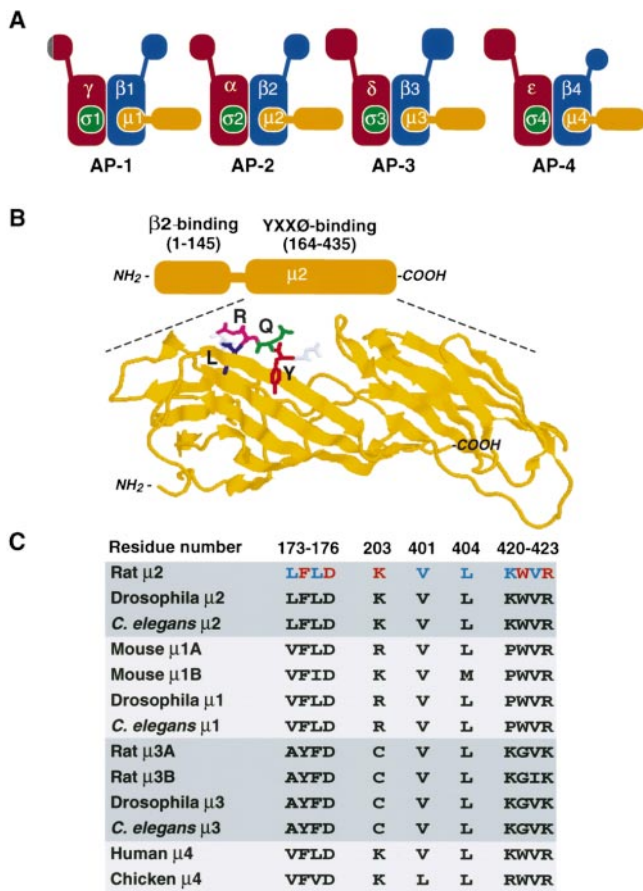 A
γ β1 α β2 δ β3 ε β4
σ1 μ1 σ2 μ2 σ3 μ3 σ4 μ4
AP-1 AP-2 AP-3 AP-4
B
β2-binding YXXØ-binding
(1-145) (164-435)
NH2 - μ2 -COOH
R
Q
L
Y
-COOH
NH2 -
C
Residue number 173-176 203 401 404 420-423
Rat μ2 LFLD K V L KWVR
Drosophila μ2 LFLD K V L KWVR
C. elegans μ2 LFLD K V L KWVR
Mouse μ1A VFLD R V L PWVR
Mouse μ1B VFID K V M PWVR
Drosophila μ1 VFLD R V L PWVR
C. elegans μ1 VFLD R V L PWVR
Rat μ3A AYFD C V L KGVK
Rat μ3B AYFD C V L KGIK
Drosophila μ3 AYFD C V L KGVK
C. elegans μ3 AYFD C V L KGVK
Human μ4 VFLD K V L KWVR
Chicken μ4 VFVD K L L RWVR